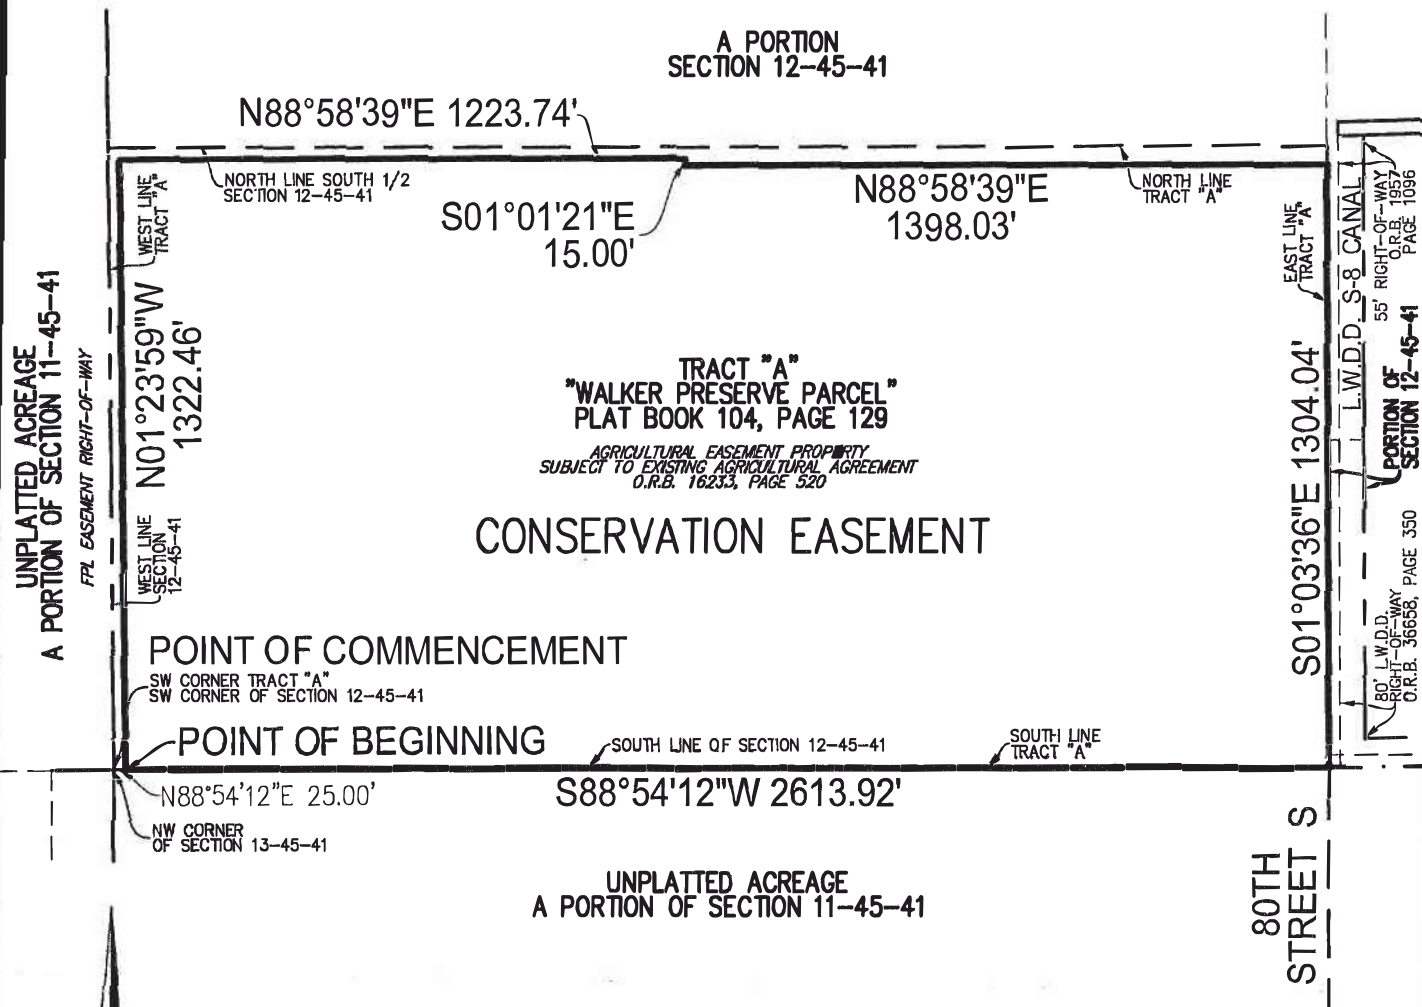 A PORTION
SECTION 12-45-41
N88°58'39"E 1223.74'
NORTH LINE SOUTH 1/2
SECTION 12-45-41
S01°01'21"E
15.00'
N88°58'39"E
1398.03'
NORTH LINE
TRACT "A"
WEST LINE
TRACT "A"
N01°23'59"W
1322.46'
WEST LINE
SECTION
12-45-41
UNPLATTED ACREAGE
A PORTION OF SECTION 11-45-41
FPL EASEMENT RIGHT-OF-WAY
TRACT "A"
"WALKER PRESERVE PARCEL"
PLAT BOOK 104, PAGE 129
AGRICULTURAL EASEMENT PROPERTY
SUBJECT TO EXISTING AGRICULTURAL AGREEMENT
O.R.B. 16233, PAGE 520
CONSERVATION EASEMENT
EAST LINE
TRACT "A"
S01°03'36"E 1304.04'
L.W.D.D. S-8 CANAL
55' RIGHT-OF-WAY
O.R.B. 1957
PAGE 1096
PORTION OF
SECTION 12-45-41
80' L.W.D.D.
RIGHT-OF-WAY
O.R.B. 36658, PAGE 350
POINT OF COMMENCEMENT
SW CORNER TRACT "A"
SW CORNER OF SECTION 12-45-41
POINT OF BEGINNING
SOUTH LINE OF SECTION 12-45-41
SOUTH LINE
TRACT "A"
N88°54'12"E 25.00'
S88°54'12"W 2613.92'
NW CORNER
OF SECTION 13-45-41
UNPLATTED ACREAGE
A PORTION OF SECTION 11-45-41
80TH
STREET S